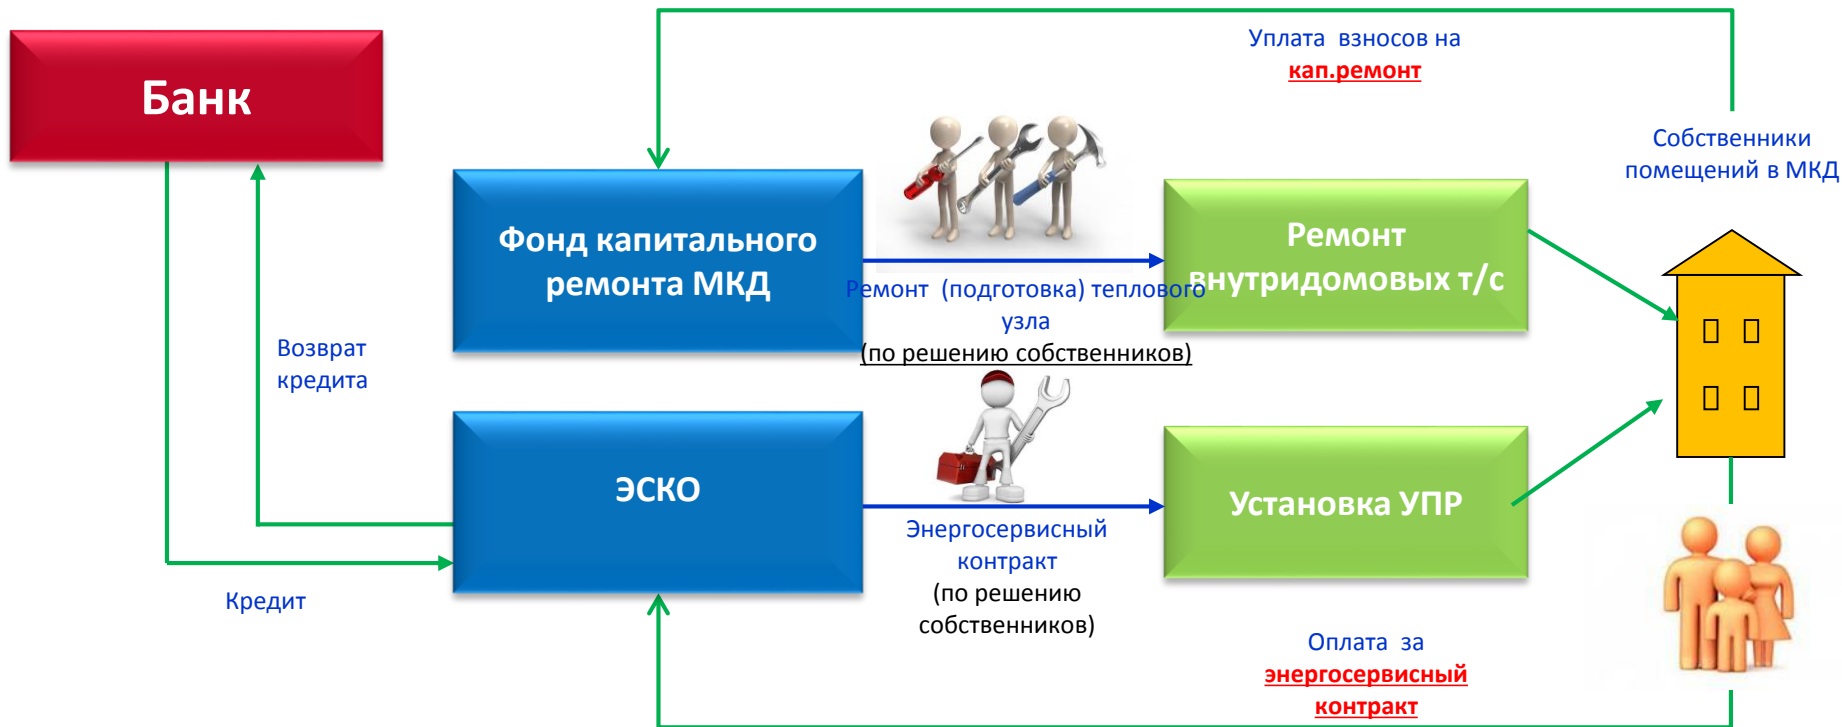 Уплата взносов на
кап.ремонт
Банк
Собственники
помещений в МКД
Фонд капитального
ремонта МКД
Ремонт
внутридомовых т/с
Ремонт (подготовка) теплового
узла
(по решению собственников)
Возврат
кредита
ЭСКО
Установка УПР
Энергосервисный
контракт
(по решению
собственников)
Кредит
Оплата за
энергосервисный
контракт